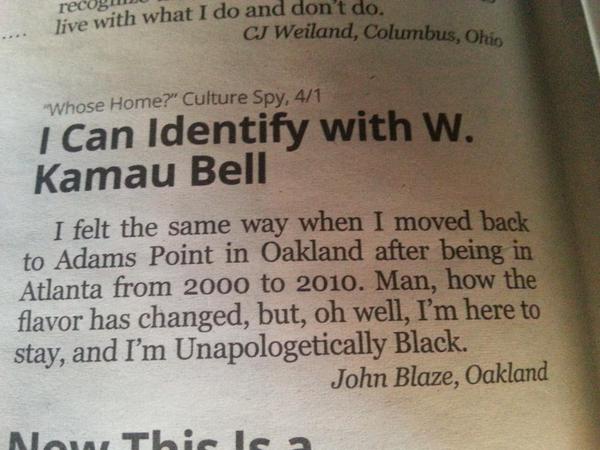 live with what I do and don't do.
CJ Weiland, Columbus, Ohio
"Whose Home?" Culture Spy, 4/1
I Can Identify with W.
Kamau Bell
I felt the same way when I moved back
to Adams Point in Oakland after being in
Atlanta from 2000 to 2010. Man, how the
flavor has changed, but, oh well, I'm here to
stay, and I'm Unapologetically Black.
John Blaze, Oakland
Now This Is a